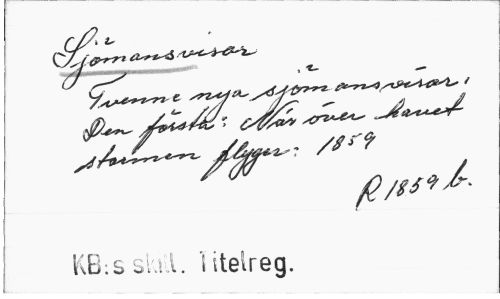 Sjömansvisor
Tvenne nya sjömansvisor.
Den första: När över havet
stormen flyger: 1859
R 1859 b.
KB:s skill. Titelreg.